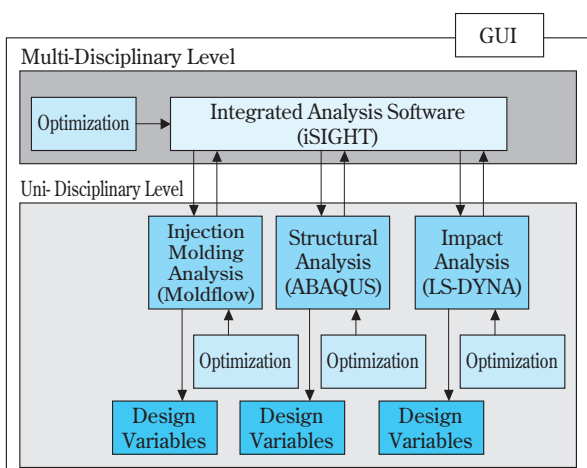 GUI
Multi-Disciplinary Level
Optimization
Integrated Analysis Software
(iSIGHT)
Uni- Disciplinary Level
Injection
Molding
Analysis
(Moldflow)
Structural
Analysis
(ABAQUS)
Impact
Analysis
(LS-DYNA)
Optimization
Optimization
Optimization
Design
Variables
Design
Variables
Design
Variables